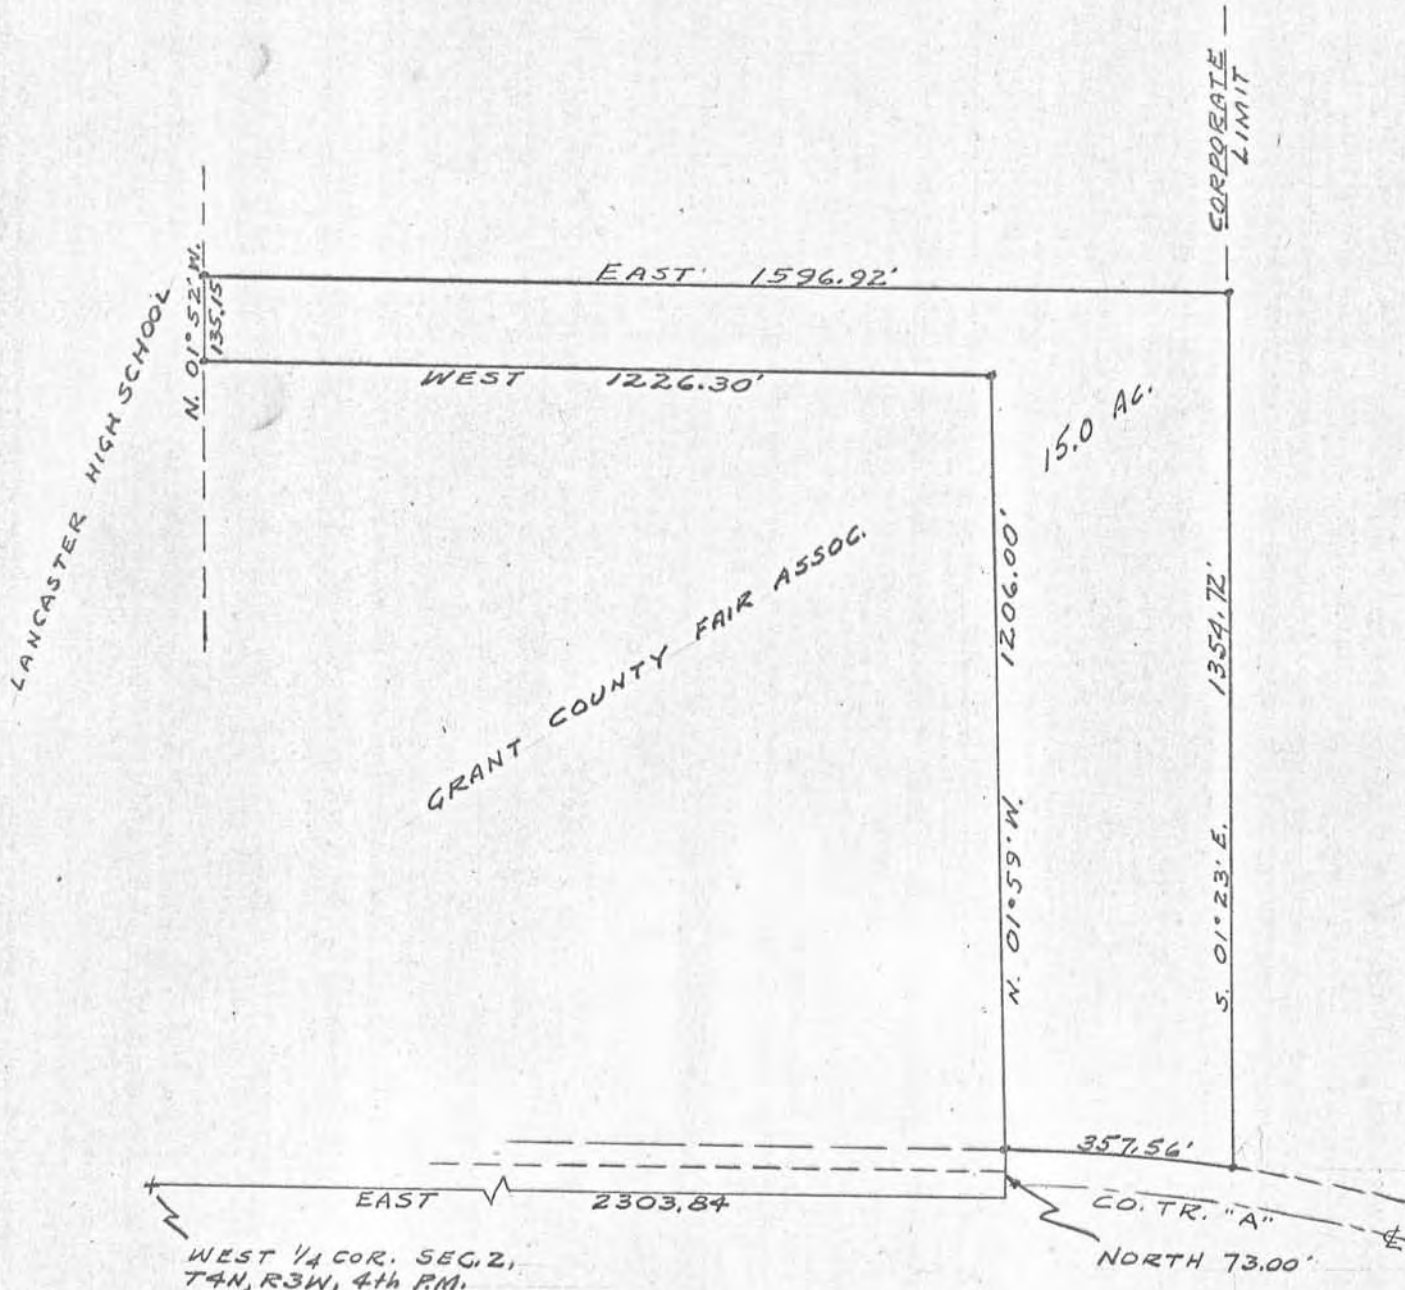 CORPORATE
LIMIT
EAST 1596.92'
N. 01° 52' W.
135.15
LANCASTER HIGH SCHOOL
WEST 1226.30'
15.0 AC.
GRANT COUNTY FAIR ASSOC.
N. 01°55' W. 1206.00'
S. 01° 23' E. 1354.72'
357.56'
EAST 2303.84
CO. TR. "A"
℄
WEST 1/4 COR. SEC. 2,
T4N, R3W, 4th P.M.
NORTH 73.00'